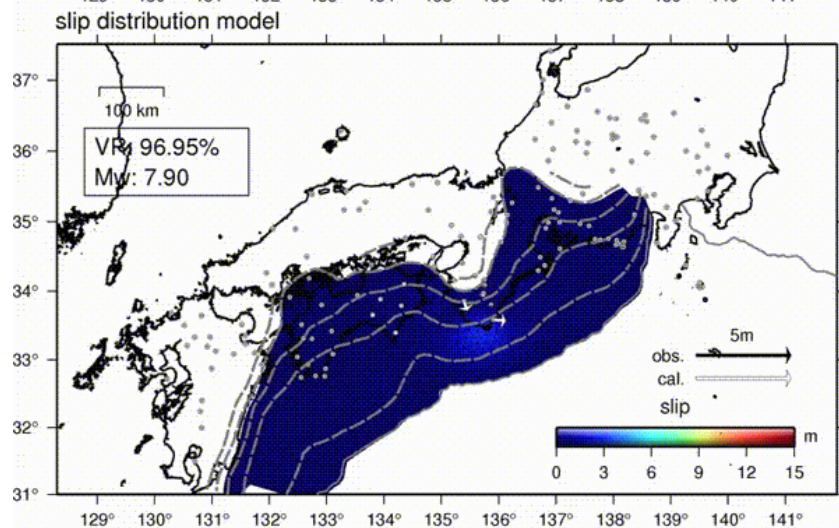 slip distribution model
37°
36°
35°
34°
33°
32°
31°
100 km
VR: 96.95%
Mw: 7.90
5m
obs.
cal.
slip
m
0 3 6 9 12 15
129° 130° 131° 132° 133° 134° 135° 136° 137° 138° 139° 140° 141°